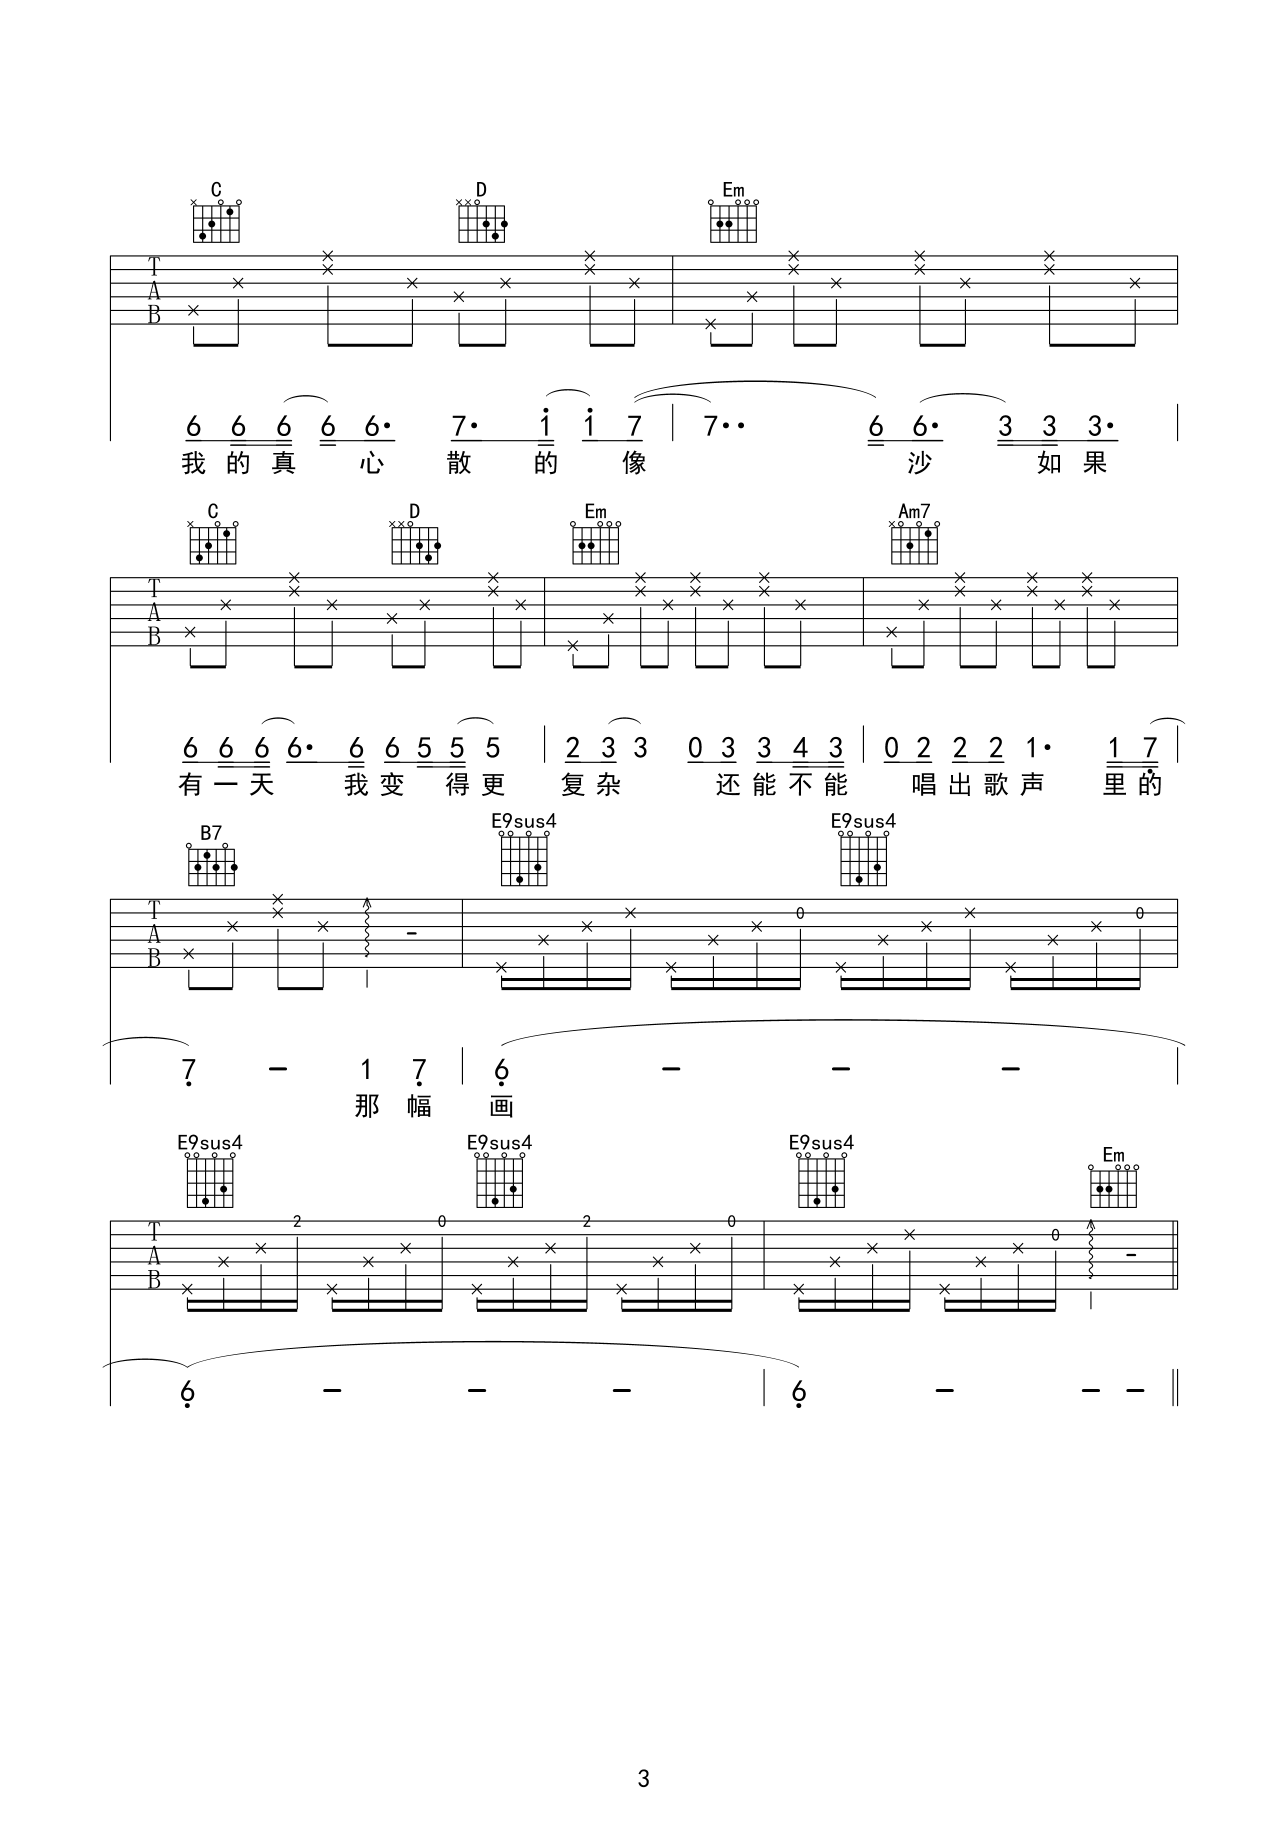 C D Em
T
A
B
6 6 6 6 6· 7· 1 1 7 7·· 6 6· 3 3 3·
我 的 真 心 散 的 像 沙 如 果
C D Em Am7
T
A
B
6 6 6 6· 6 6 5 5 5 2 3 3 0 3 3 4 3 0 2 2 2 1· 1 7
有 一 天 我 变 得 更 复 杂 还 能 不 能 唱 出 歌 声 里 的
B7 E9sus4 E9sus4
T
A
B
0 0
7 – 1 7 6 – – –
那 幅 画
E9sus4 E9sus4 E9sus4 Em
T
A
B
2 0 2 0 0
6 – – – 6 – – –
3